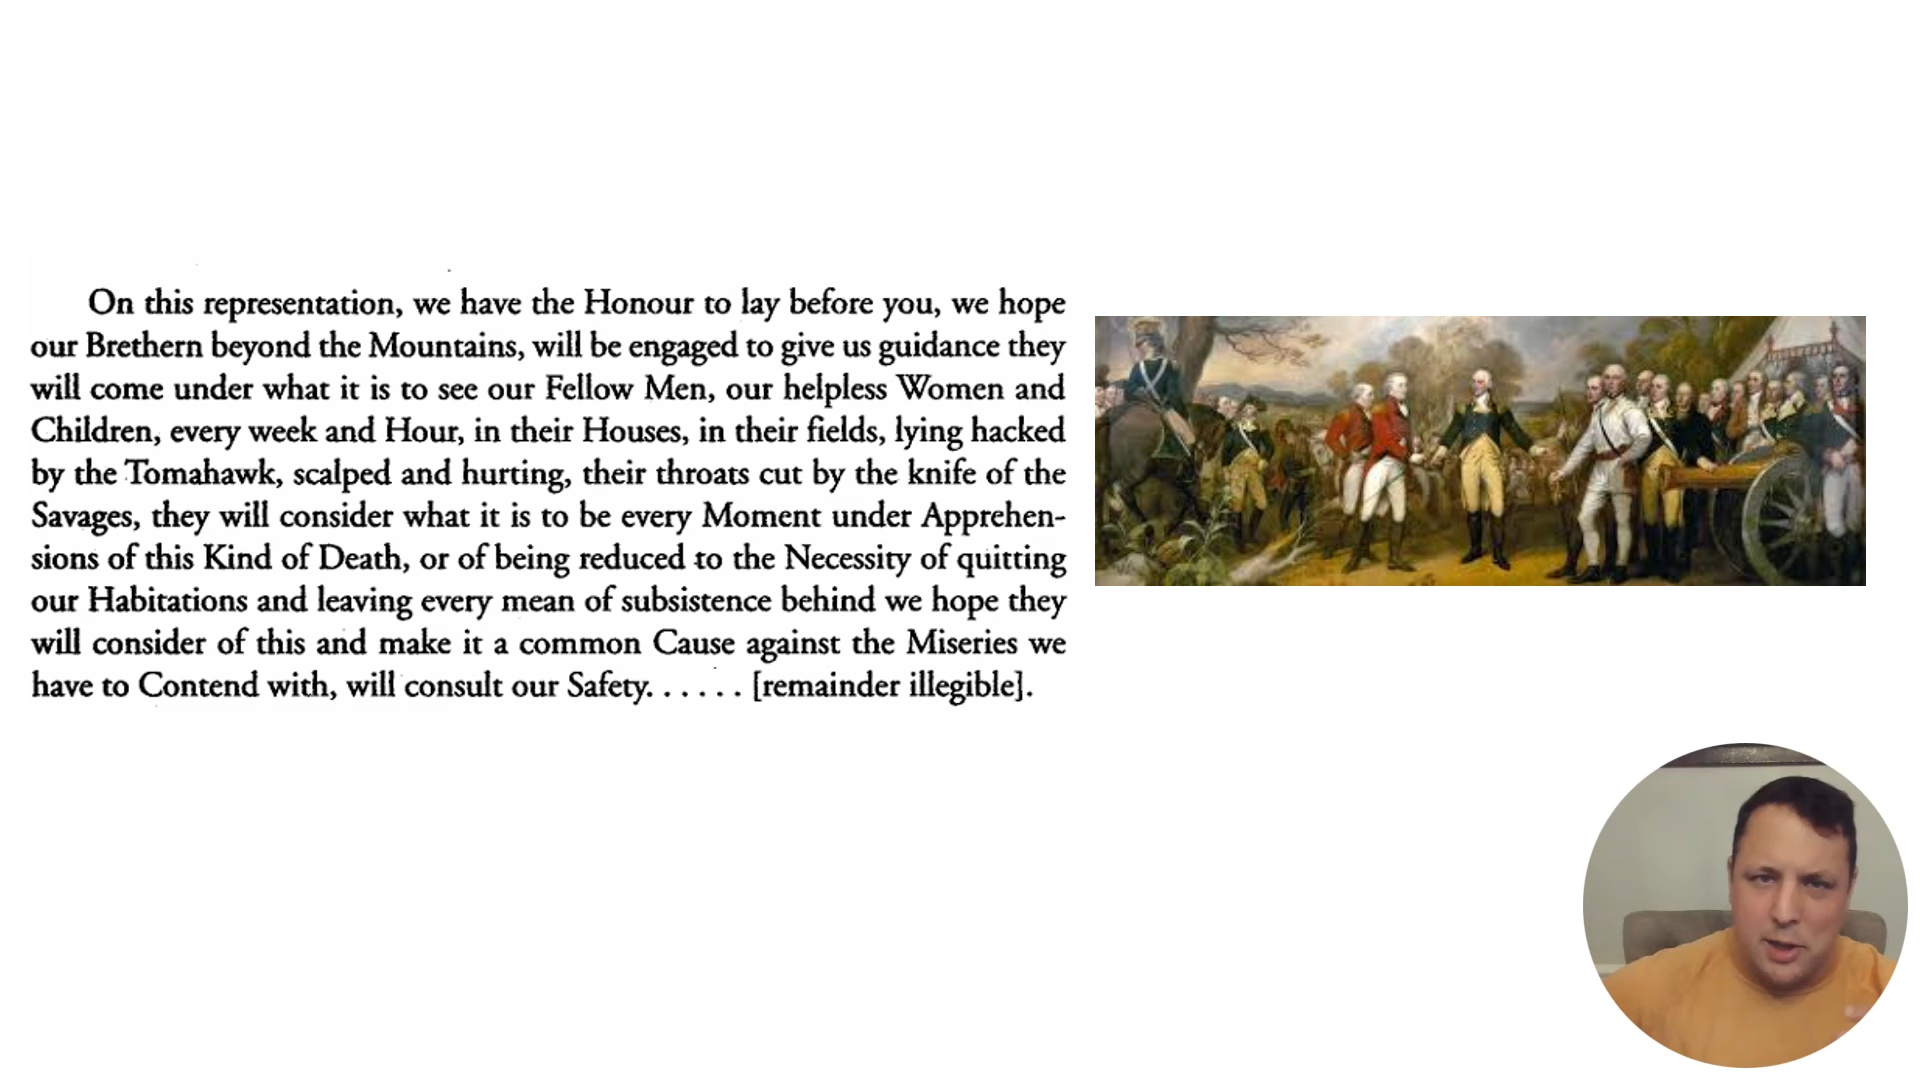 On this representation, we have the Honour to lay before you, we hope
our Brethern beyond the Mountains, will be engaged to give us guidance they
will come under what it is to see our Fellow Men, our helpless Women and
Children, every week and Hour, in their Houses, in their fields, lying hacked
by the Tomahawk, scalped and hurting, their throats cut by the knife of the
Savages, they will consider what it is to be every Moment under Apprehen-
sions of this Kind of Death, or of being reduced to the Necessity of quitting
our Habitations and leaving every mean of subsistence behind we hope they
will consider of this and make it a common Cause against the Miseries we
have to Contend with, will consult our Safety. . . . . . [remainder illegible].